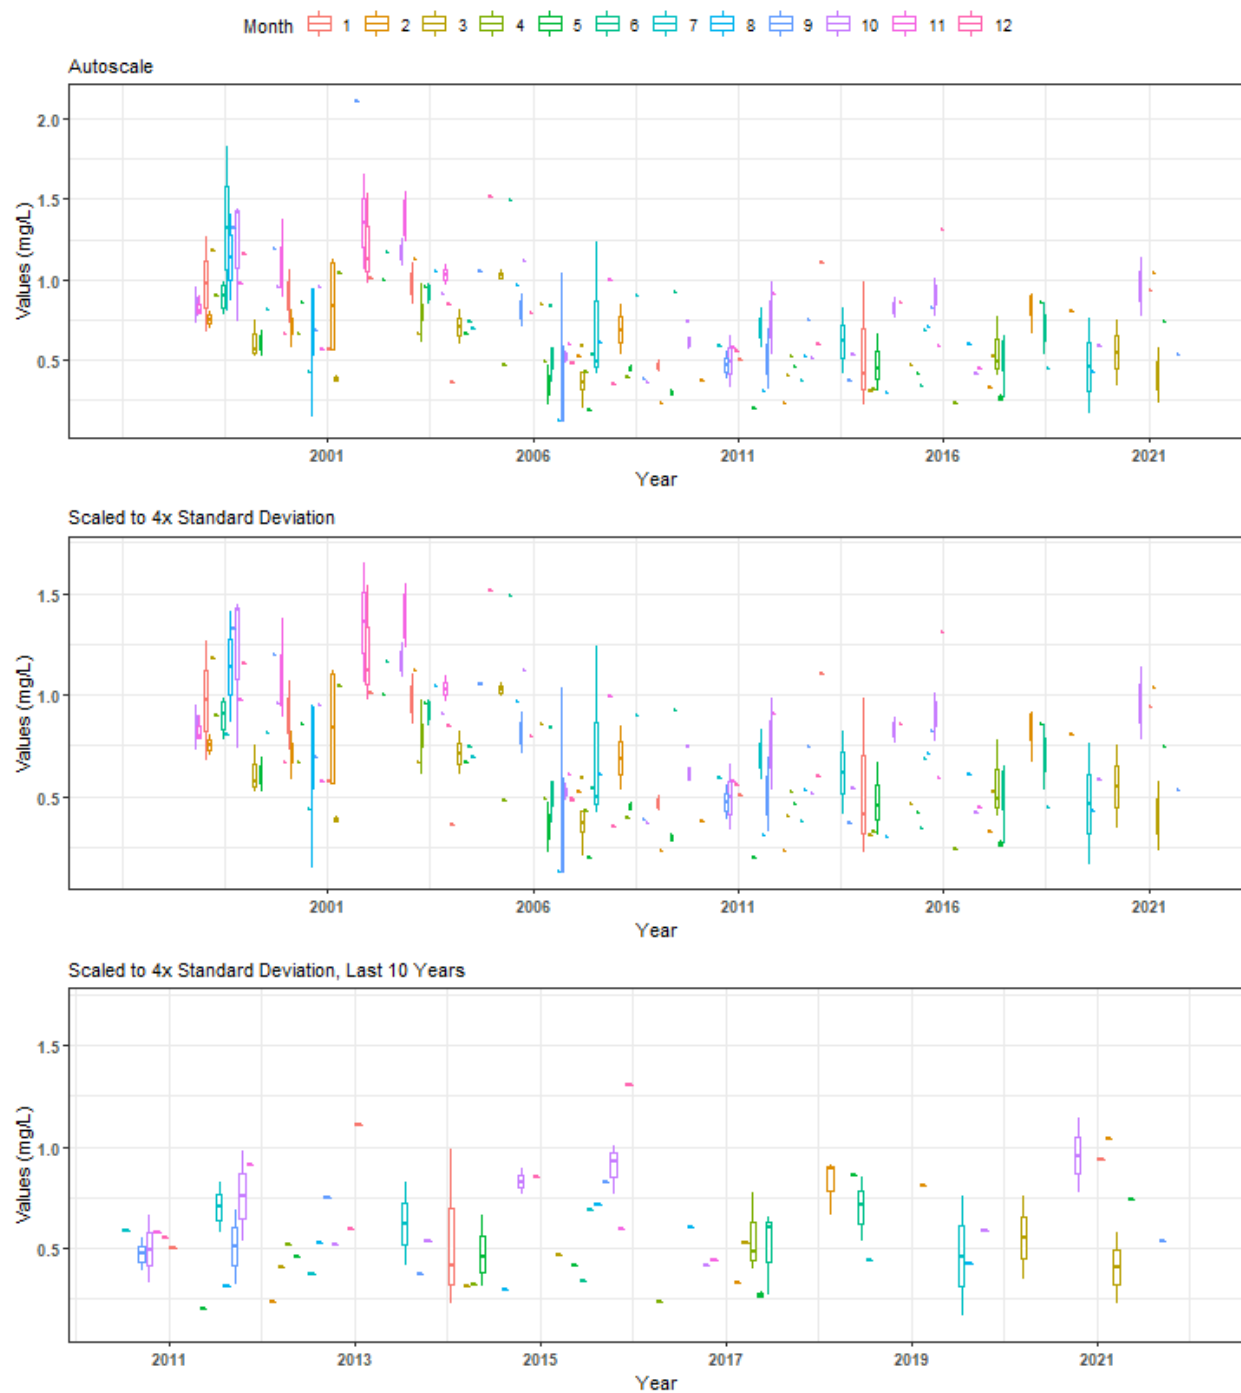 Month 1 2 3 4 5 6 7 8 9 10 11 12
Autoscale
2.0
1.5
1.0
0.5
Values (mg/L)
2001 2006 2011 2016 2021
Year
Scaled to 4x Standard Deviation
1.5
1.0
0.5
Values (mg/L)
2001 2006 2011 2016 2021
Year
Scaled to 4x Standard Deviation, Last 10 Years
1.5
1.0
0.5
Values (mg/L)
2011 2013 2015 2017 2019 2021
Year